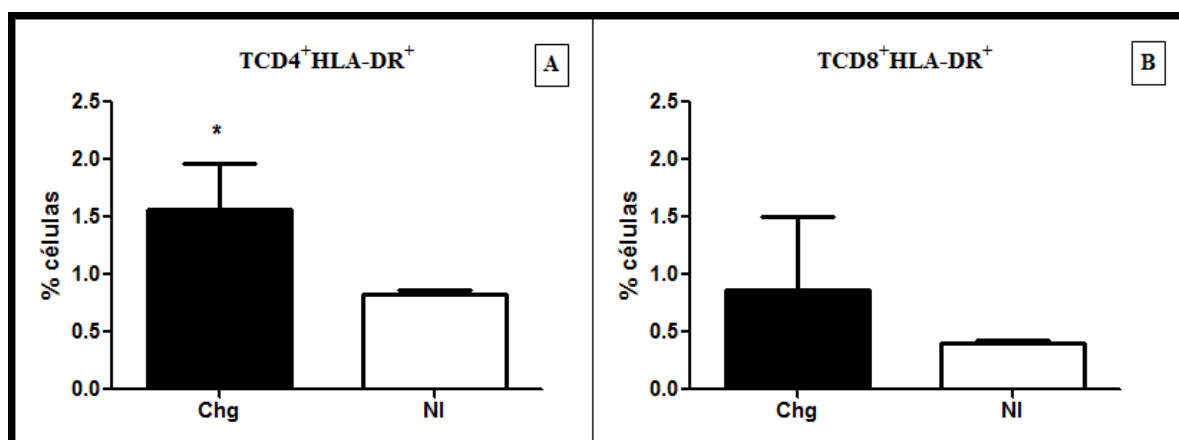 TCD4⁺HLA-DR⁺
A
*
% células
2.5
2.0
1.5
1.0
0.5
0.0
Chg
NI
TCD8⁺HLA-DR⁺
B
% células
2.5
2.0
1.5
1.0
0.5
0.0
Chg
NI